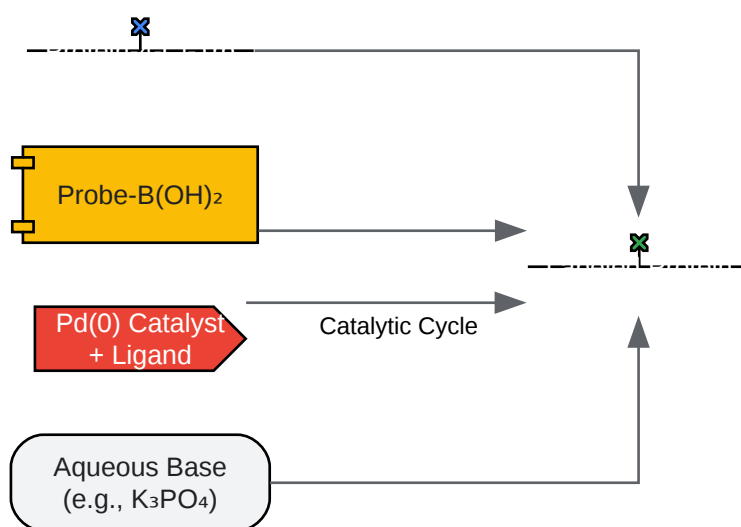 Probe-B(OH)₂
Pd(0) Catalyst
+ Ligand
Catalytic Cycle
Aqueous Base
(e.g., K₃PO₄)